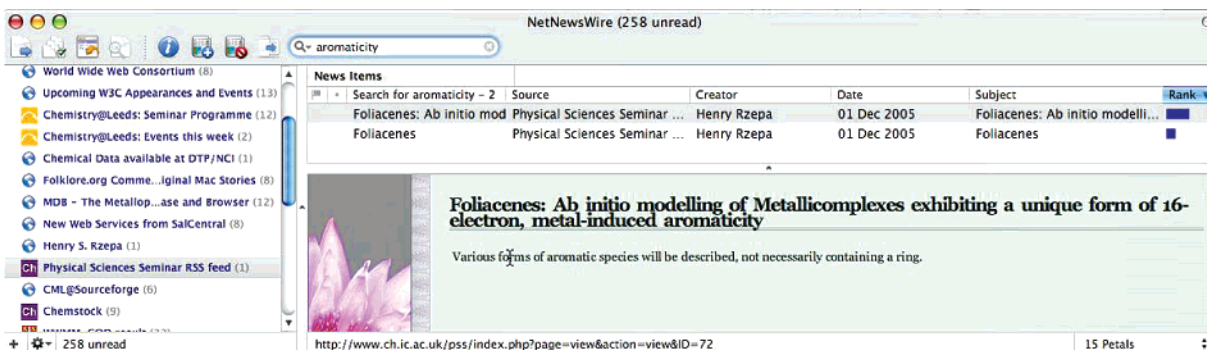 NetNewsWire (258 unread)
aromaticity
World Wide Web Consortium (8)
Upcoming W3C Appearances and Events (13)
Chemistry@Leeds: Seminar Programme (12)
Chemistry@Leeds: Events this week (2)
Chemical Data available at DTP/NCI (1)
Folklore.org Comme...iginal Mac Stories (8)
MDB - The Metallop...ase and Browser (12)
New Web Services from SalCentral (8)
Henry S. Rzepa (1)
Ch Physical Sciences Seminar RSS feed (1)
CML@Sourceforge (6)
Ch Chemstock (9)
258 unread
News Items
Search for aromaticity – 2 Source Creator Date Subject Rank
Foliacenes: Ab initio mod Physical Sciences Seminar ... Henry Rzepa 01 Dec 2005 Foliacenes: Ab initio modelli...
Foliacenes Physical Sciences Seminar ... Henry Rzepa 01 Dec 2005 Foliacenes
Foliacenes: Ab initio modelling of Metallicomplexes exhibiting a unique form of 16-
electron, metal-induced aromaticity
Various forms of aromatic species will be described, not necessarily containing a ring.
http://www.ch.ic.ac.uk/pss/index.php?page=view&action=view&ID=72 15 Petals